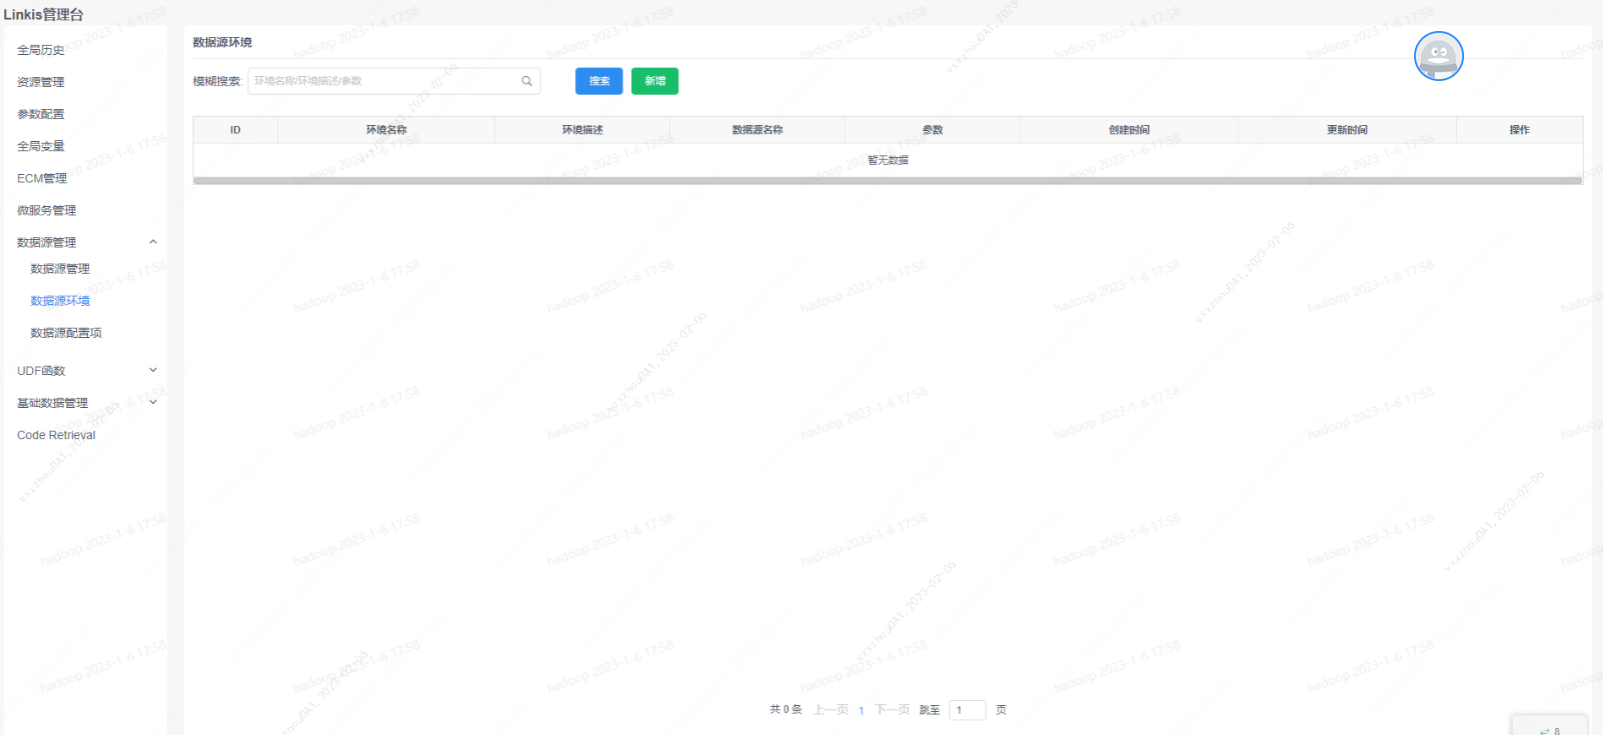 Linkis管理台
全局历史
资源管理
参数配置
全局变量
ECM管理
微服务管理
数据源管理
数据源管理
数据源环境
数据源配置项
UDF函数
基础数据管理
Code Retrieval
数据源环境
模糊搜索: 环境名称/环境描述/参数 搜索 新增
ID 环境名称 环境描述 数据源名称 参数 创建时间 更新时间 操作
暂无数据
共 0 条 上一页 1 下一页 跳至 1 页
8
hadoop 2023-1-6 17:58